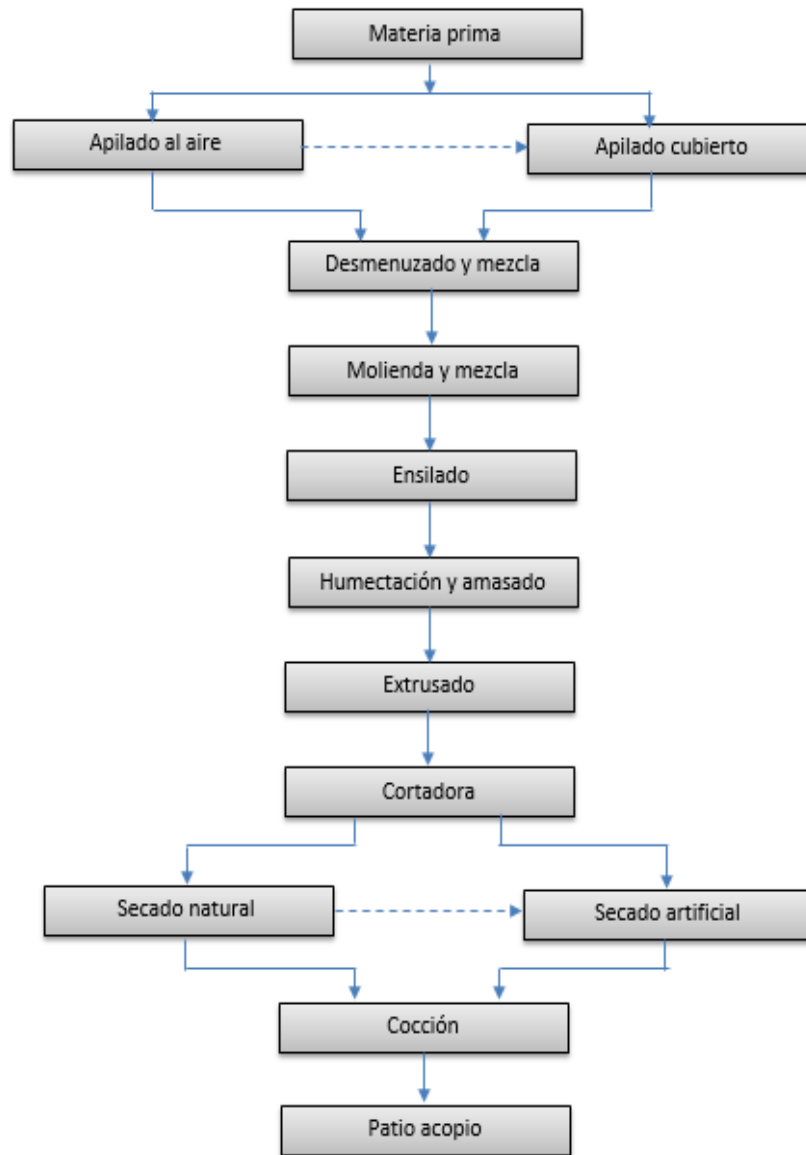 Materia prima
Apilado al aire
Apilado cubierto
Desmenuzado y mezcla
Molienda y mezcla
Ensilado
Humectación y amasado
Extrusado
Cortadora
Secado natural
Secado artificial
Cocción
Patio acopio